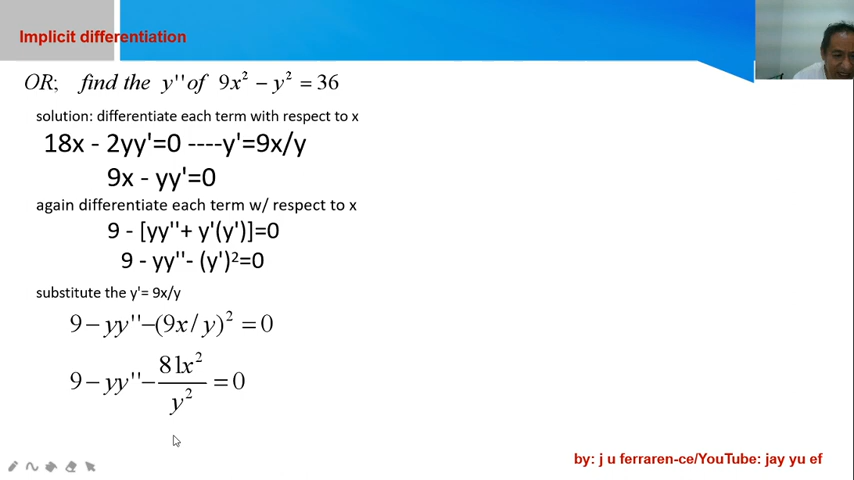 Implicit differentiation
OR; find the y'' of 9x² − y² = 36
solution: differentiate each term with respect to x
18x - 2yy'=0 ----y'=9x/y
9x - yy'=0
again differentiate each term w/ respect to x
9 - [yy''+ y'(y')]=0
9 - yy''- (y')²=0
substitute the y'= 9x/y
9 − yy''−(9x / y)² = 0
9 − yy''− 81x² / y² = 0
by: j u ferraren-ce/YouTube: jay yu ef